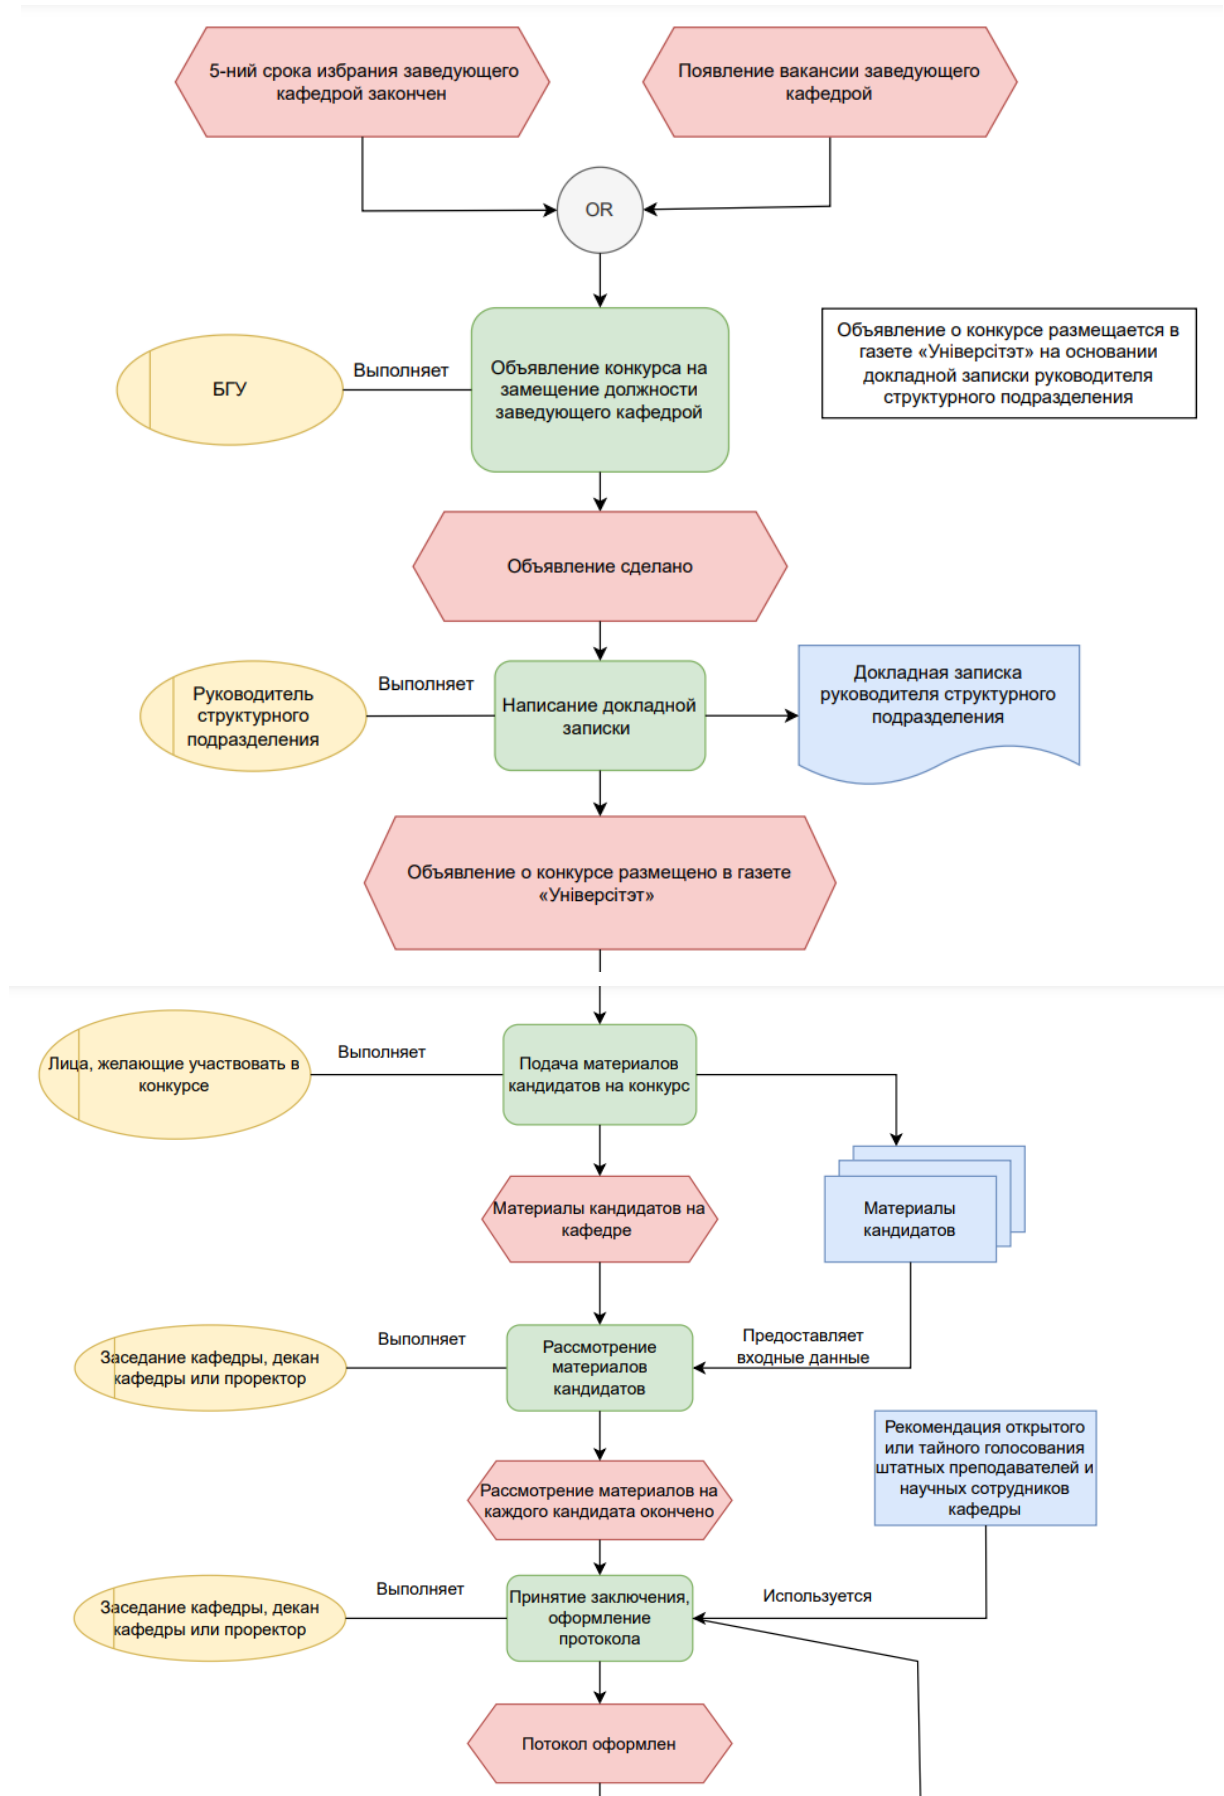 5-ний срока избрания заведующего
кафедрой закончен
Появление вакансии заведующего
кафедрой
OR
БГУ
Выполняет
Объявление конкурса на
замещение должности
заведующего кафедрой
Объявление о конкурсе размещается в
газете «Універсітэт» на основании
докладной записки руководителя
структурного подразделения
Объявление сделано
Руководитель
структурного
подразделения
Выполняет
Написание докладной
записки
Докладная записка
руководителя структурного
подразделения
Объявление о конкурсе размещено в газете
«Універсітэт»
Лица, желающие участвовать в
конкурсе
Выполняет
Подача материалов
кандидатов на конкурс
Материалы кандидатов на
кафедре
Материалы
кандидатов
Заседание кафедры, декан
кафедры или проректор
Выполняет
Рассмотрение
материалов
кандидатов
Предоставляет
входные данные
Рассмотрение материалов на
каждого кандидата окончено
Рекомендация открытого
или тайного голосования
штатных преподавателей и
научных сотрудников
кафедры
Заседание кафедры, декан
кафедры или проректор
Выполняет
Принятие заключения,
оформление
протокола
Используется
Потокол оформлен